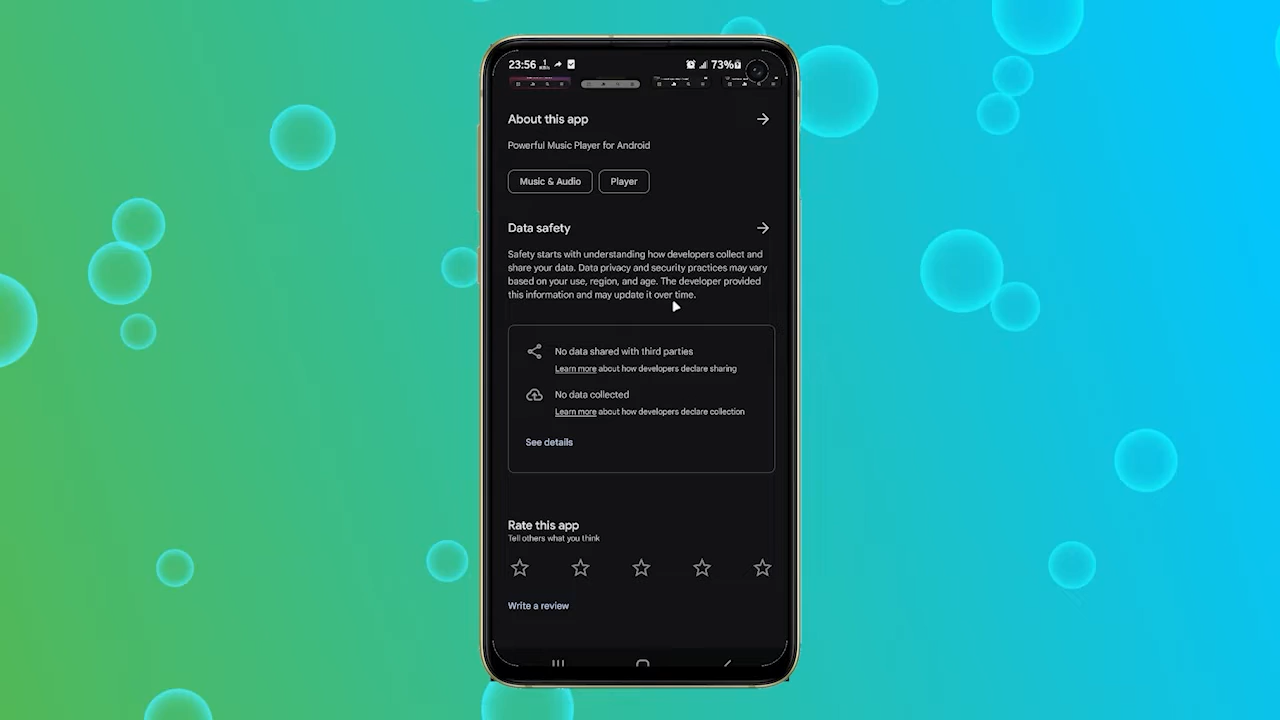 23:56 1 73%
About this app
Powerful Music Player for Android
Music & Audio Player
Data safety
Safety starts with understanding how developers collect and
share your data. Data privacy and security practices may vary
based on your use, region, and age. The developer provided
this information and may update it over time.
No data shared with third parties
Learn more about how developers declare sharing
No data collected
Learn more about how developers declare collection
See details
Rate this app
Tell others what you think
Write a review